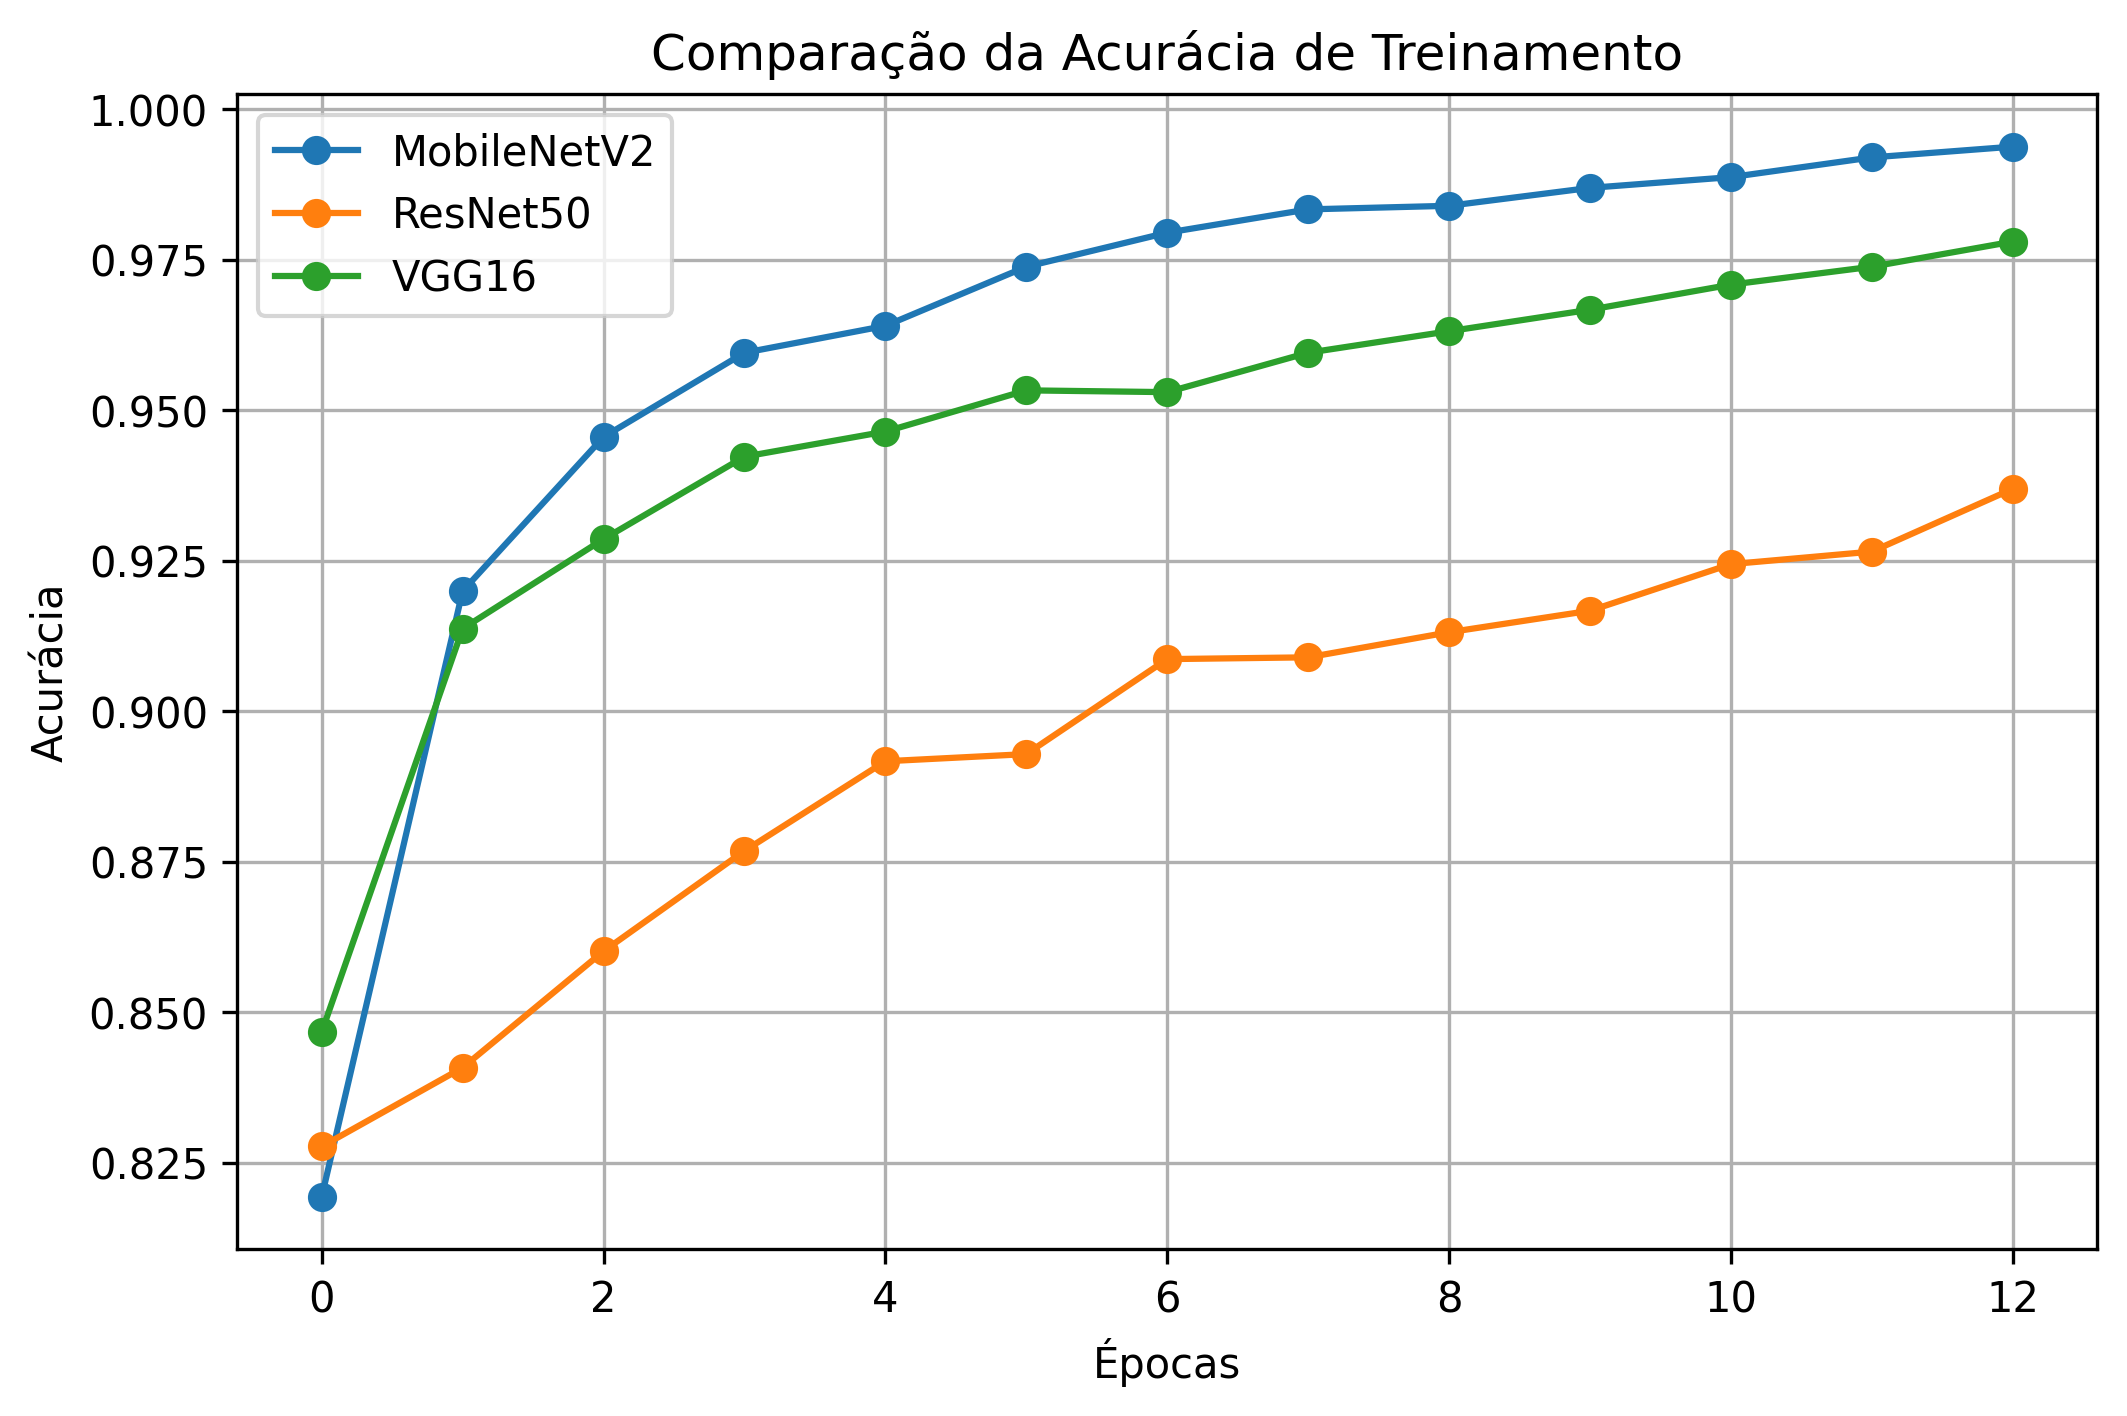 Comparação da Acurácia de Treinamento
1.000
0.975
0.950
0.925
0.900
0.875
0.850
0.825
Acurácia
MobileNetV2
ResNet50
VGG16
0 2 4 6 8 10 12
Épocas